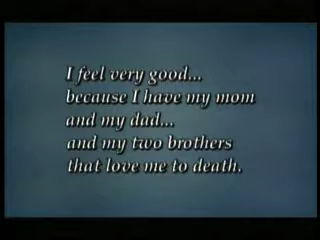 I feel very good...
because I have my mom
and my dad...
and my two brothers
that love me to death.